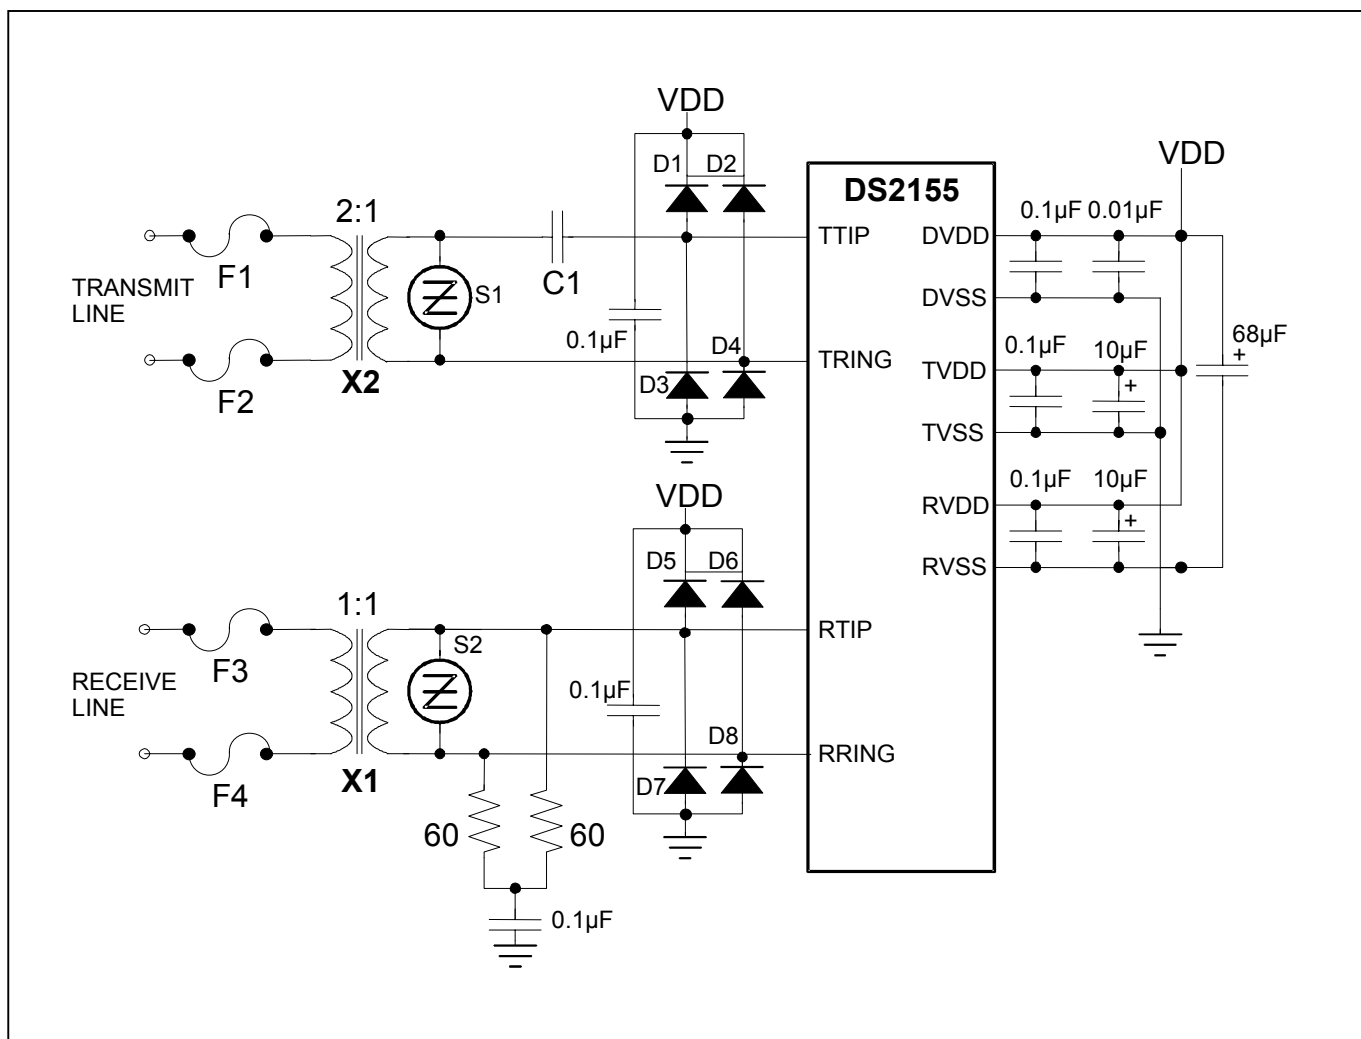 VDD
D1 D2
2:1
F1
TRANSMIT
LINE
F2
X2
S1
C1
0.1µF
D3
D4
DS2155
TTIP
TRING
DVDD
DVSS
TVDD
TVSS
RVDD
RVSS
RTIP
RRING
VDD
0.1µF 0.01µF
0.1µF 10µF
+
68µF
+
0.1µF 10µF
+
VDD
D5 D6
1:1
F3
RECEIVE
LINE
F4
X1
S2
0.1µF
D7
D8
60
60
0.1µF